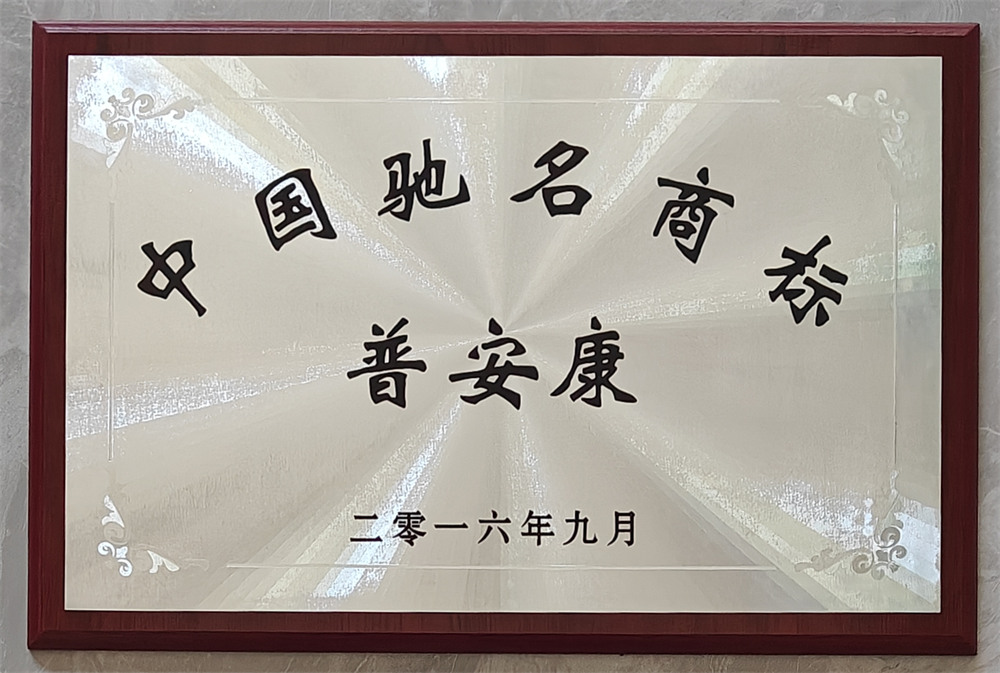 中国驰名商标
普安康
二零一六年九月